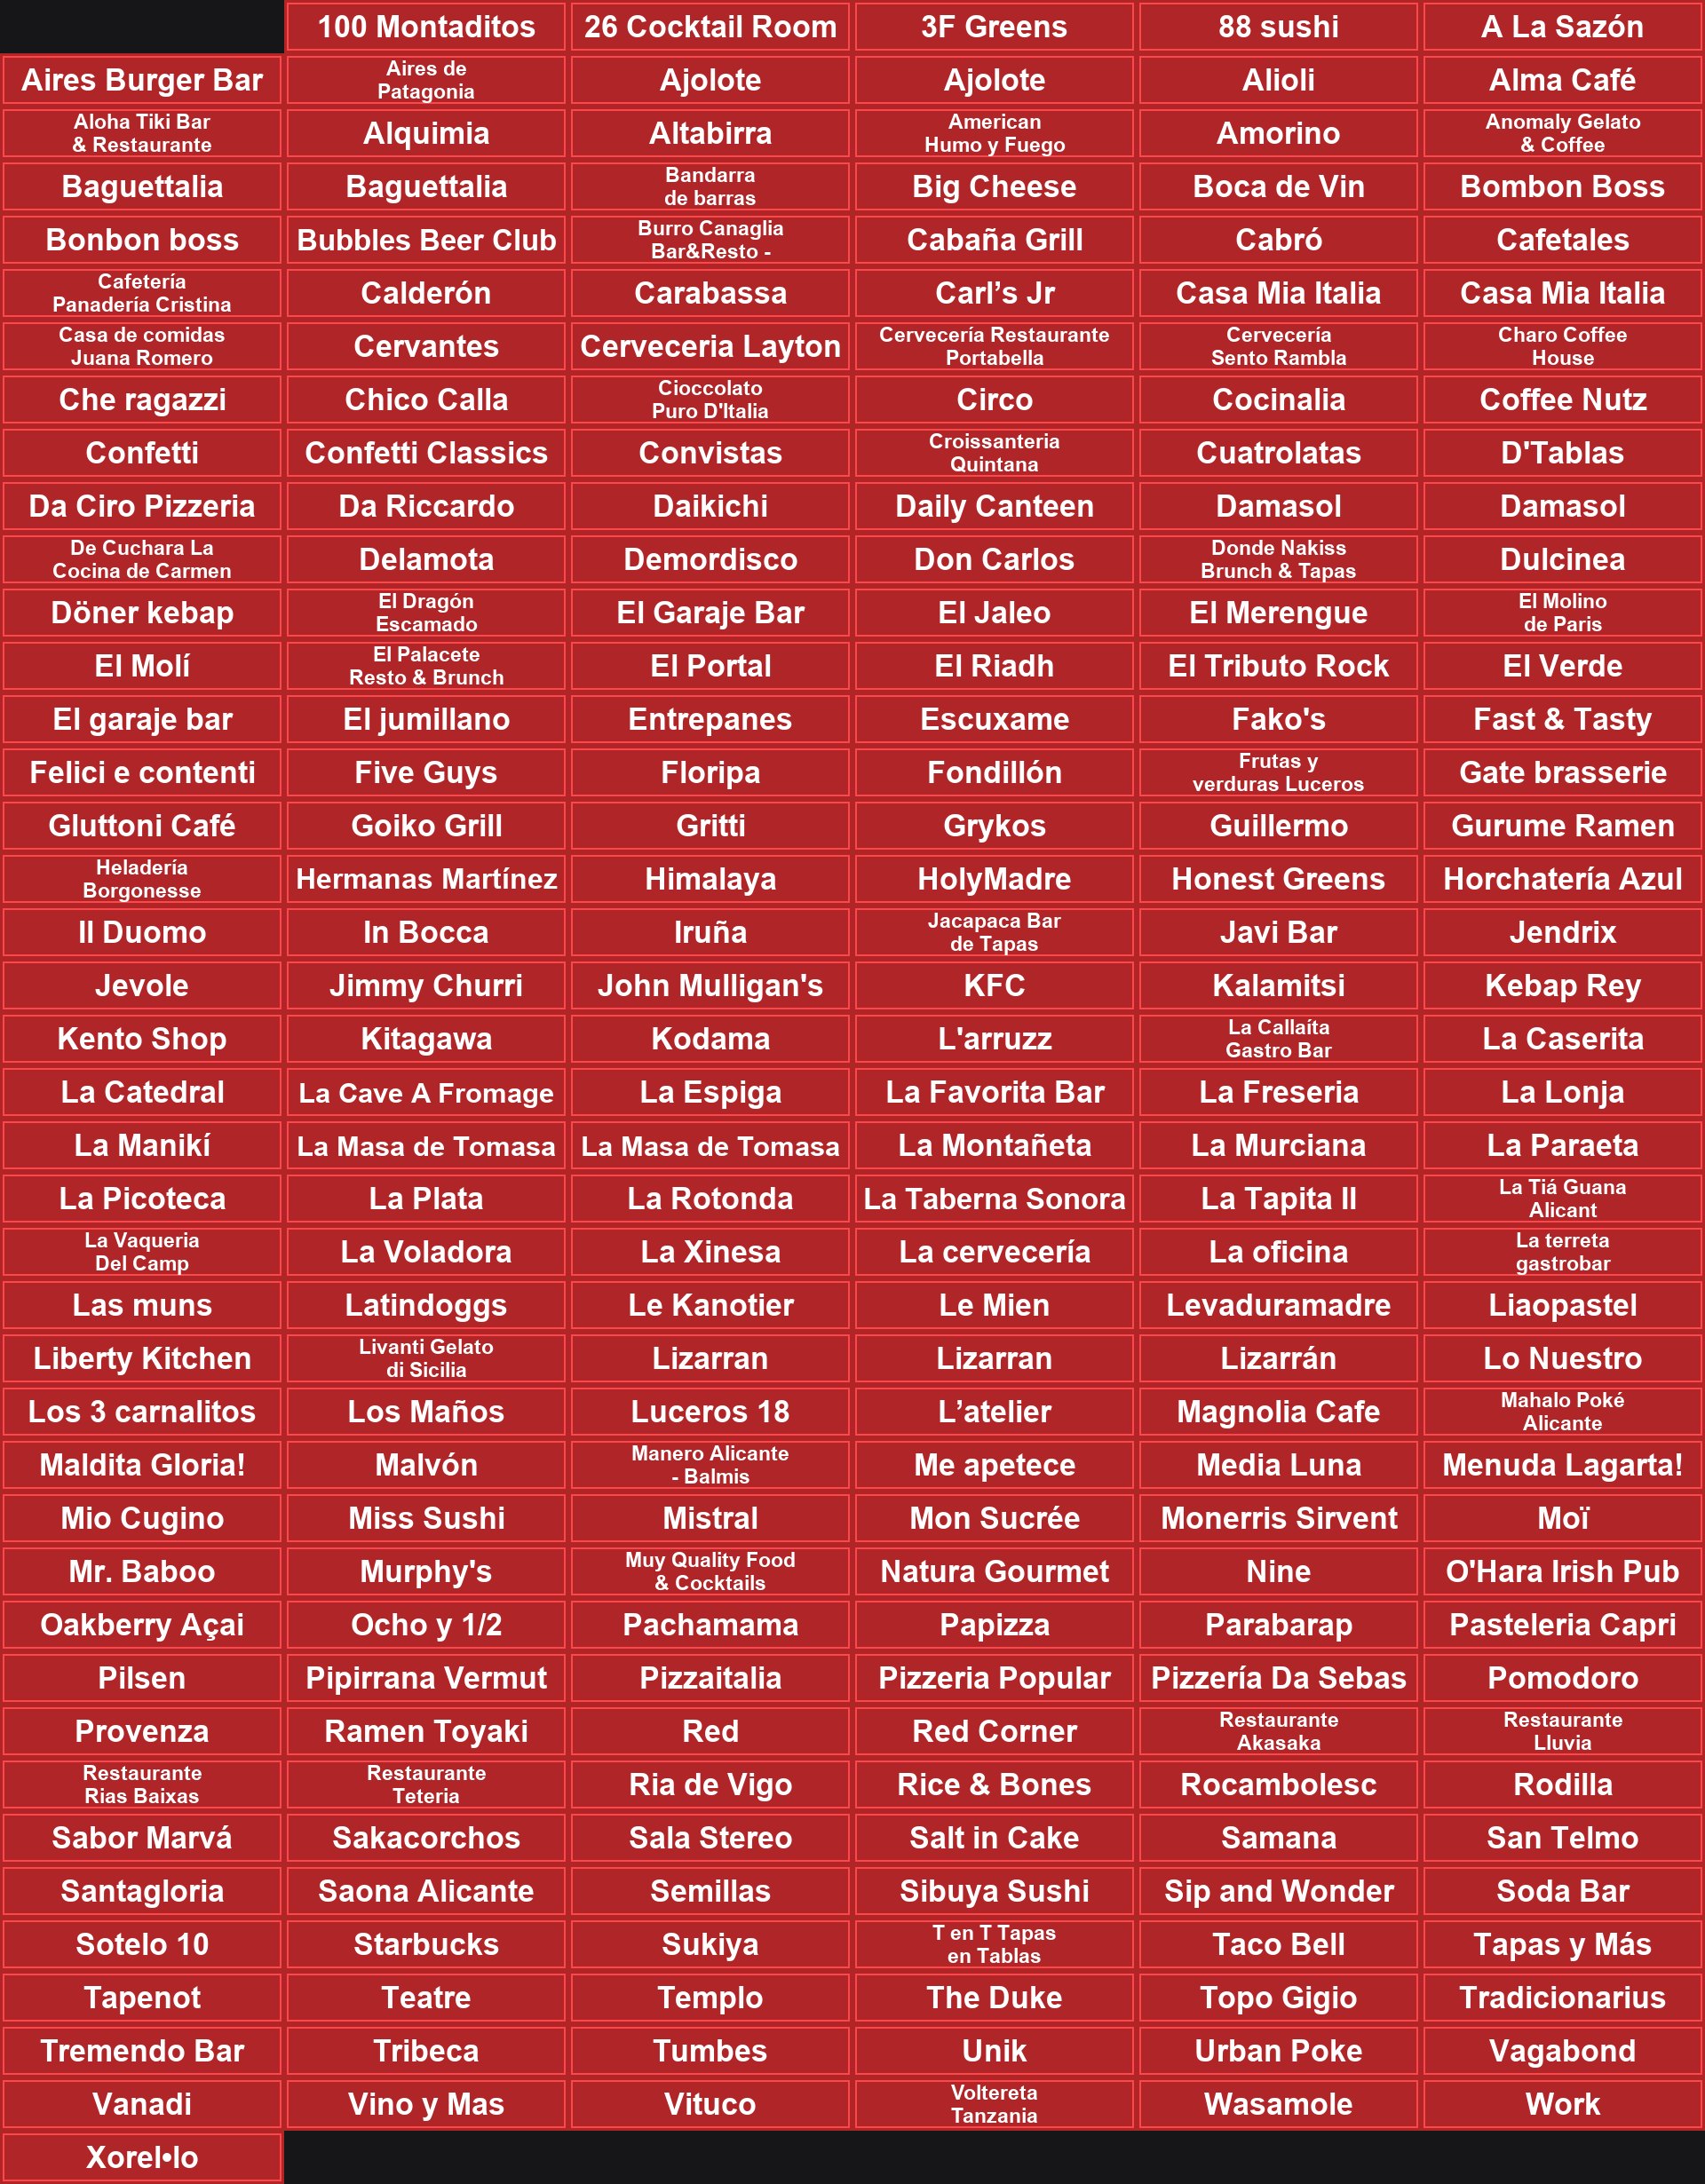 100 Montaditos
26 Cocktail Room
3F Greens
88 sushi
A La Sazón
Aires Burger Bar
Aires de
Patagonia
Ajolote
Ajolote
Alioli
Alma Café
Aloha Tiki Bar
& Restaurante
Alquimia
Altabirra
American
Humo y Fuego
Amorino
Anomaly Gelato
& Coffee
Baguettalia
Baguettalia
Bandarra
de barras
Big Cheese
Boca de Vin
Bombon Boss
Bonbon boss
Bubbles Beer Club
Burro Canaglia
Bar&Resto -
Cabaña Grill
Cabró
Cafetales
Cafetería
Panadería Cristina
Calderón
Carabassa
Carl’s Jr
Casa Mia Italia
Casa Mia Italia
Casa de comidas
Juana Romero
Cervantes
Cerveceria Layton
Cervecería Restaurante
Portabella
Cervecería
Sento Rambla
Charo Coffee
House
Che ragazzi
Chico Calla
Cioccolato
Puro D'Italia
Circo
Cocinalia
Coffee Nutz
Confetti
Confetti Classics
Convistas
Croissanteria
Quintana
Cuatrolatas
D'Tablas
Da Ciro Pizzeria
Da Riccardo
Daikichi
Daily Canteen
Damasol
Damasol
De Cuchara La
Cocina de Carmen
Delamota
Demordisco
Don Carlos
Donde Nakiss
Brunch & Tapas
Dulcinea
Döner kebap
El Dragón
Escamado
El Garaje Bar
El Jaleo
El Merengue
El Molino
de Paris
El Molí
El Palacete
Resto & Brunch
El Portal
El Riadh
El Tributo Rock
El Verde
El garaje bar
El jumillano
Entrepanes
Escuxame
Fako's
Fast & Tasty
Felici e contenti
Five Guys
Floripa
Fondillón
Frutas y
verduras Luceros
Gate brasserie
Gluttoni Café
Goiko Grill
Gritti
Grykos
Guillermo
Gurume Ramen
Heladería
Borgonesse
Hermanas Martínez
Himalaya
HolyMadre
Honest Greens
Horchatería Azul
Il Duomo
In Bocca
Iruña
Jacapaca Bar
de Tapas
Javi Bar
Jendrix
Jevole
Jimmy Churri
John Mulligan's
KFC
Kalamitsi
Kebap Rey
Kento Shop
Kitagawa
Kodama
L'arruzz
La Callaíta
Gastro Bar
La Caserita
La Catedral
La Cave A Fromage
La Espiga
La Favorita Bar
La Freseria
La Lonja
La Manikí
La Masa de Tomasa
La Masa de Tomasa
La Montañeta
La Murciana
La Paraeta
La Picoteca
La Plata
La Rotonda
La Taberna Sonora
La Tapita II
La Tiá Guana
Alicant
La Vaqueria
Del Camp
La Voladora
La Xinesa
La cervecería
La oficina
La terreta
gastrobar
Las muns
Latindoggs
Le Kanotier
Le Mien
Levaduramadre
Liaopastel
Liberty Kitchen
Livanti Gelato
di Sicilia
Lizarran
Lizarran
Lizarrán
Lo Nuestro
Los 3 carnalitos
Los Maños
Luceros 18
L’atelier
Magnolia Cafe
Mahalo Poké
Alicante
Maldita Gloria!
Malvón
Manero Alicante
- Balmis
Me apetece
Media Luna
Menuda Lagarta!
Mio Cugino
Miss Sushi
Mistral
Mon Sucrée
Monerris Sirvent
Moï
Mr. Baboo
Murphy's
Muy Quality Food
& Cocktails
Natura Gourmet
Nine
O'Hara Irish Pub
Oakberry Açai
Ocho y 1/2
Pachamama
Papizza
Parabarap
Pasteleria Capri
Pilsen
Pipirrana Vermut
Pizzaitalia
Pizzeria Popular
Pizzería Da Sebas
Pomodoro
Provenza
Ramen Toyaki
Red
Red Corner
Restaurante
Akasaka
Restaurante
Lluvia
Restaurante
Rias Baixas
Restaurante
Teteria
Ria de Vigo
Rice & Bones
Rocambolesc
Rodilla
Sabor Marvá
Sakacorchos
Sala Stereo
Salt in Cake
Samana
San Telmo
Santagloria
Saona Alicante
Semillas
Sibuya Sushi
Sip and Wonder
Soda Bar
Sotelo 10
Starbucks
Sukiya
T en T Tapas
en Tablas
Taco Bell
Tapas y Más
Tapenot
Teatre
Templo
The Duke
Topo Gigio
Tradicionarius
Tremendo Bar
Tribeca
Tumbes
Unik
Urban Poke
Vagabond
Vanadi
Vino y Mas
Vituco
Voltereta
Tanzania
Wasamole
Work
Xorel•lo